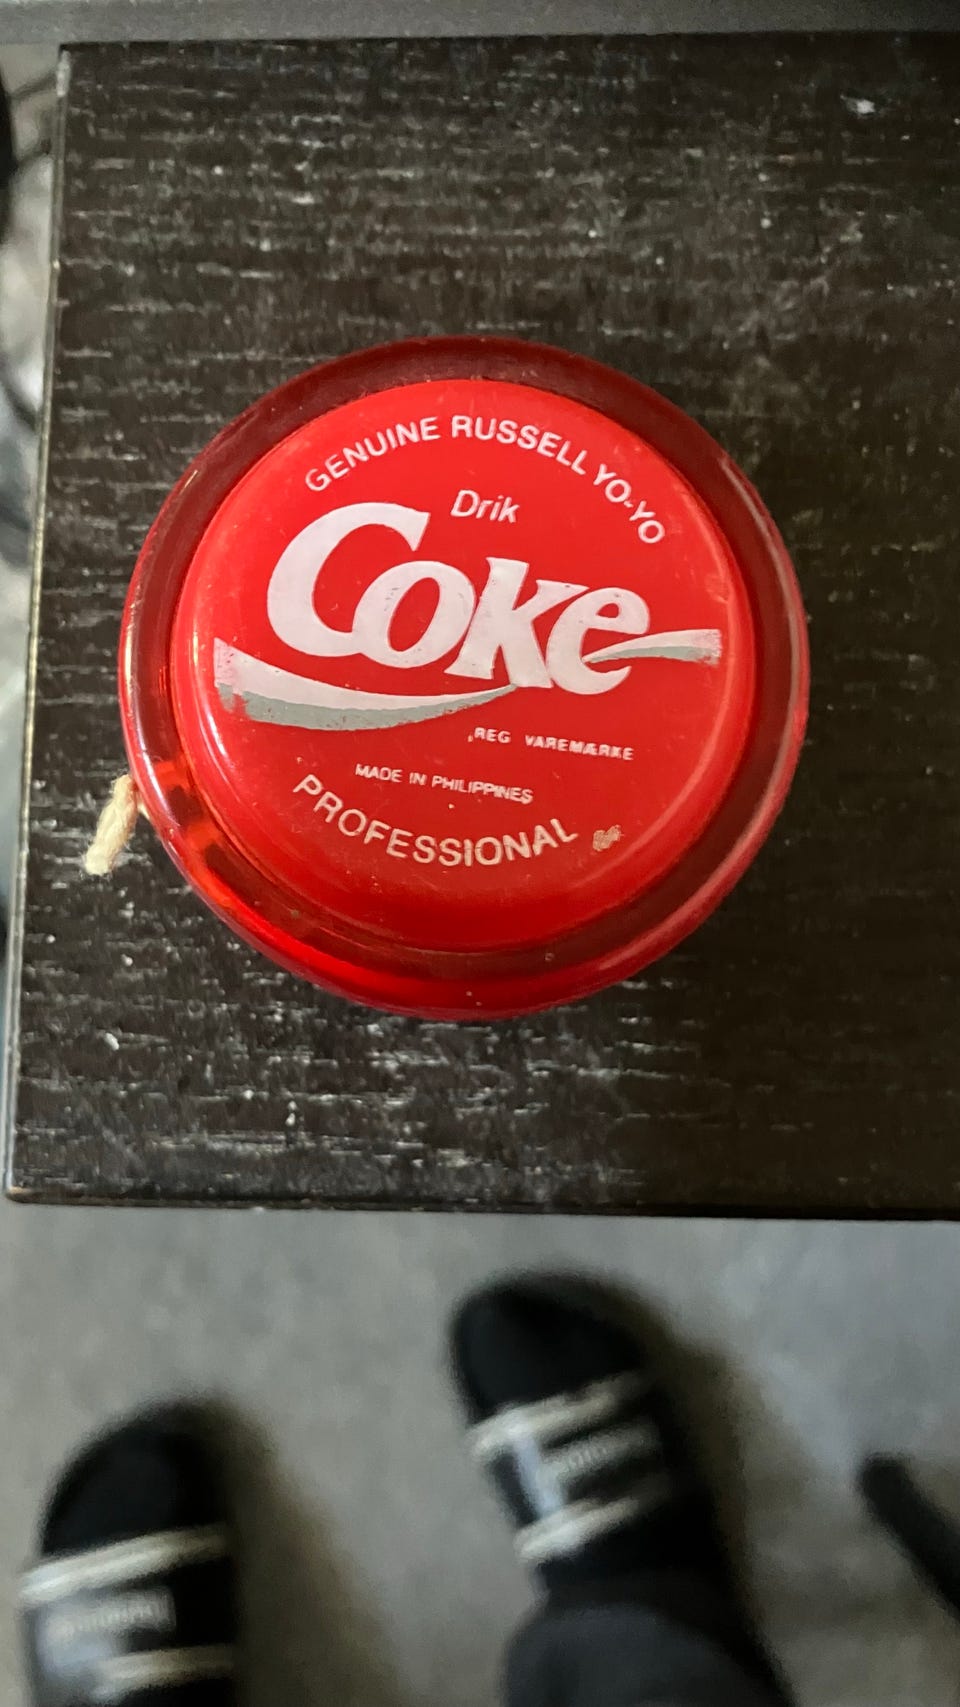 GENUINE RUSSELL YO-YO
Drik
Coke
REG VAREMÆRKE
MADE IN PHILIPPINES
PROFESSIONAL